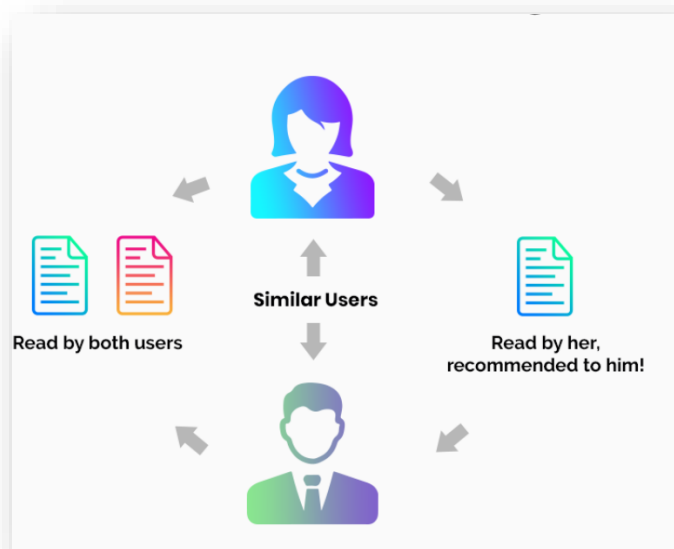 Similar Users
Read by both users
Read by her,
recommended to him!